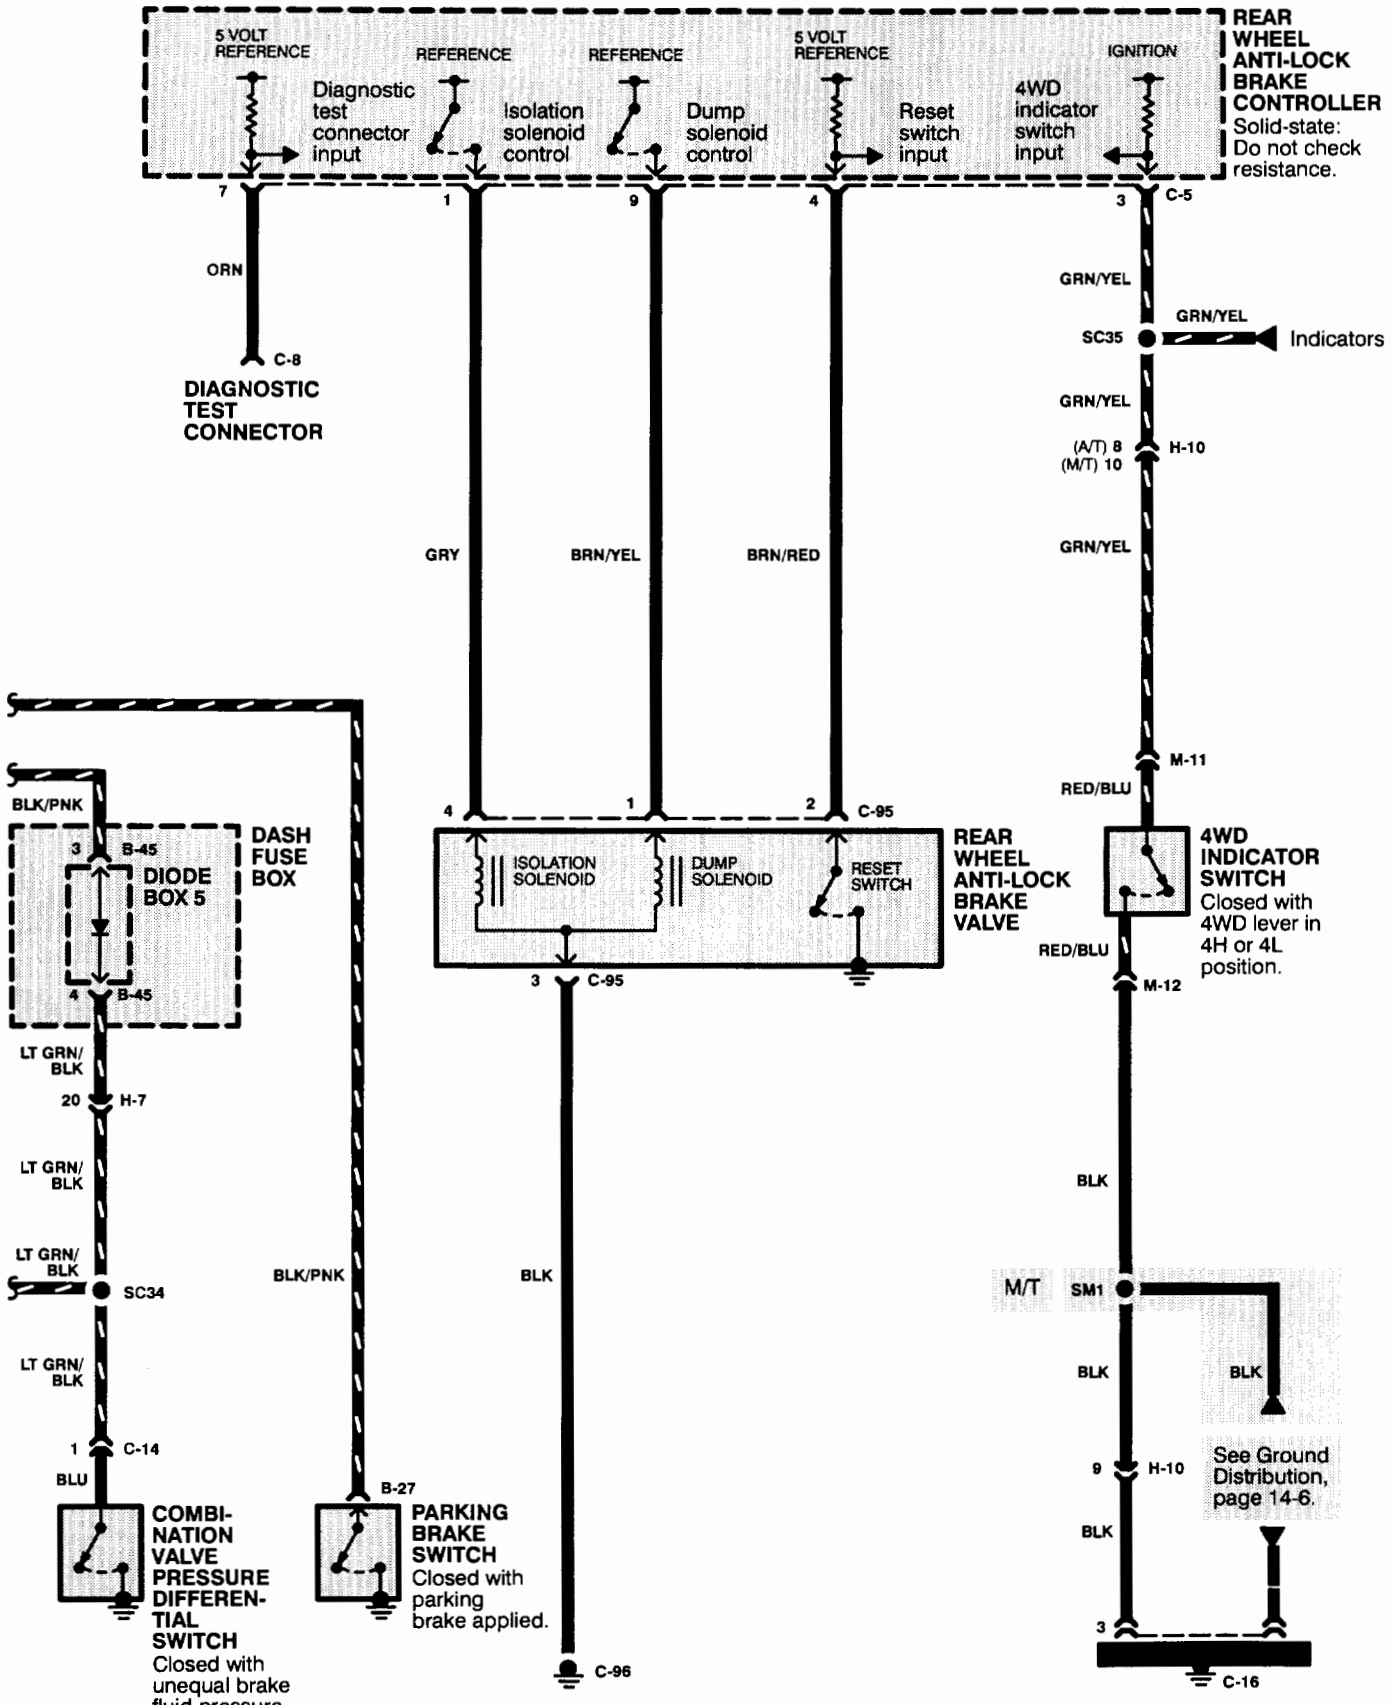 REAR
WHEEL
ANTI-LOCK
BRAKE
CONTROLLER
Solid-state:
Do not check
resistance.
5 VOLT
REFERENCE
REFERENCE
REFERENCE
5 VOLT
REFERENCE
IGNITION
Diagnostic
test
connector
input
Isolation
solenoid
control
Dump
solenoid
control
Reset
switch
input
4WD
indicator
switch
input
7
1
9
4
3
C-5
ORN
GRN/YEL
GRN/YEL
SC35
Indicators
C-8
DIAGNOSTIC
TEST
CONNECTOR
GRN/YEL
(A/T) 8
(M/T) 10
H-10
GRY
BRN/YEL
BRN/RED
GRN/YEL
M-11
RED/BLU
BLK/PNK
4
1
2
C-95
3
B-45
DASH
FUSE
BOX
DIODE
BOX 5
4
B-45
ISOLATION
SOLENOID
DUMP
SOLENOID
RESET
SWITCH
REAR
WHEEL
ANTI-LOCK
BRAKE
VALVE
4WD
INDICATOR
SWITCH
Closed with
4WD lever in
4H or 4L
position.
RED/BLU
M-12
3
C-95
LT GRN/
BLK
20
H-7
LT GRN/
BLK
BLK
LT GRN/
BLK
SC34
BLK/PNK
BLK
M/T
SM1
LT GRN/
BLK
BLK
BLK
1
C-14
BLU
See Ground
Distribution,
page 14-6.
9
H-10
B-27
BLK
COMBI-
NATION
VALVE
PRESSURE
DIFFEREN-
TIAL
SWITCH
Closed with
unequal brake
fluid pressure
PARKING
BRAKE
SWITCH
Closed with
parking
brake applied.
3
C-96
C-16